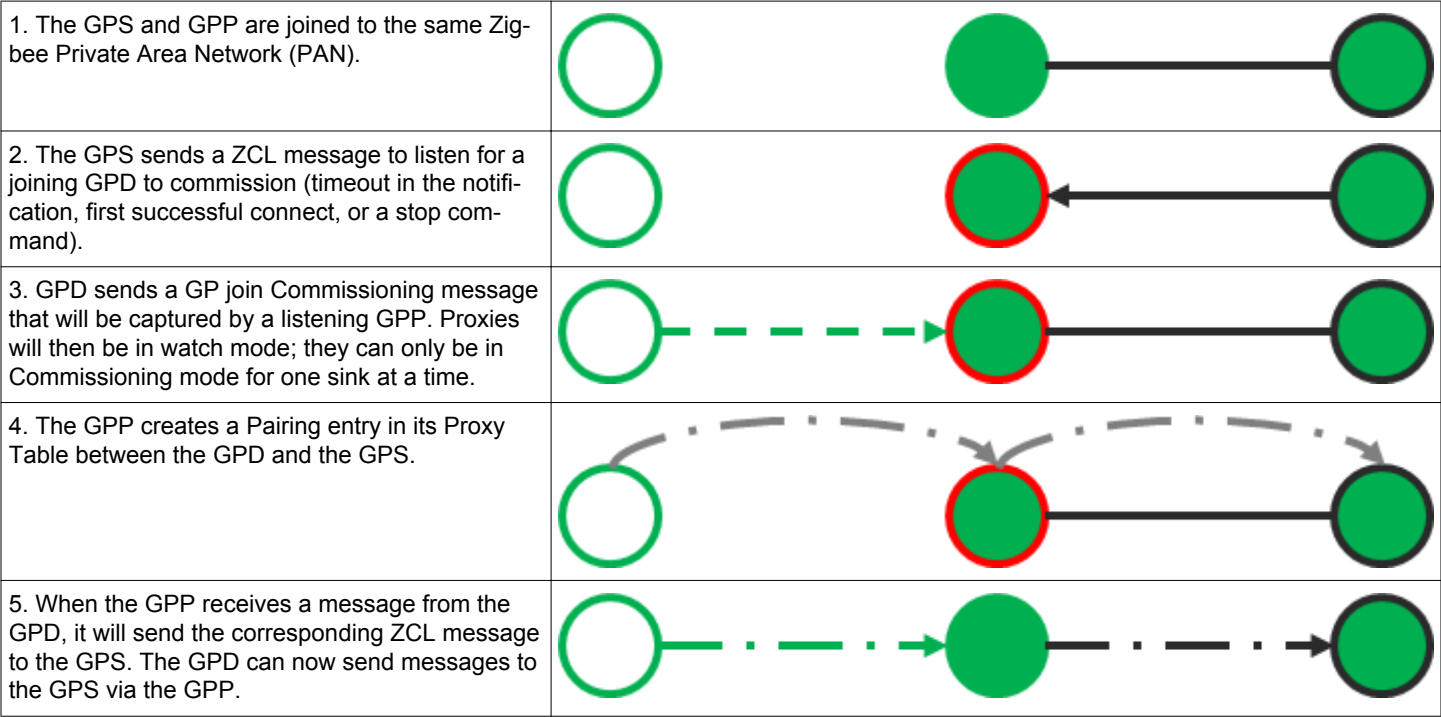 1. The GPS and GPP are joined to the same Zig-
bee Private Area Network (PAN).
2. The GPS sends a ZCL message to listen for a
joining GPD to commission (timeout in the notifi-
cation, first successful connect, or a stop com-
mand).
3. GPD sends a GP join Commissioning message
that will be captured by a listening GPP. Proxies
will then be in watch mode; they can only be in
Commissioning mode for one sink at a time.
4. The GPP creates a Pairing entry in its Proxy
Table between the GPD and the GPS.
5. When the GPP receives a message from the
GPD, it will send the corresponding ZCL message
to the GPS. The GPD can now send messages to
the GPS via the GPP.